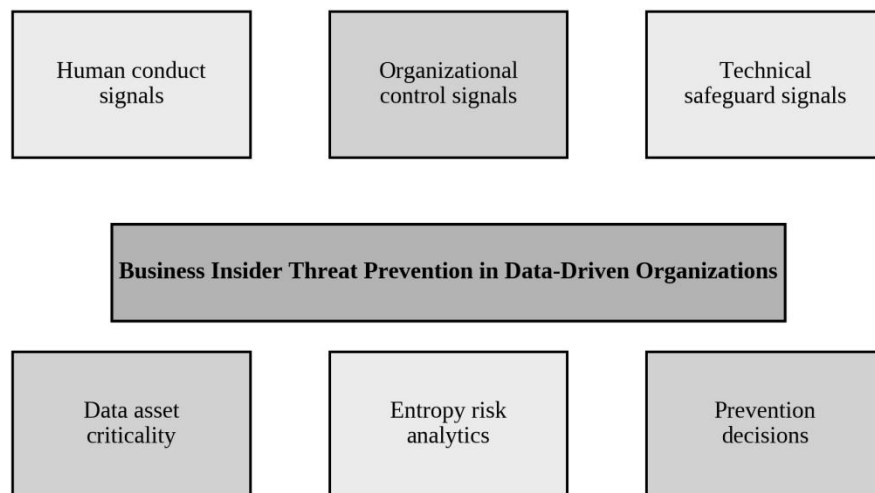 Human conduct
signals
Organizational
control signals
Technical
safeguard signals
Business Insider Threat Prevention in Data-Driven Organizations
Data asset
criticality
Entropy risk
analytics
Prevention
decisions